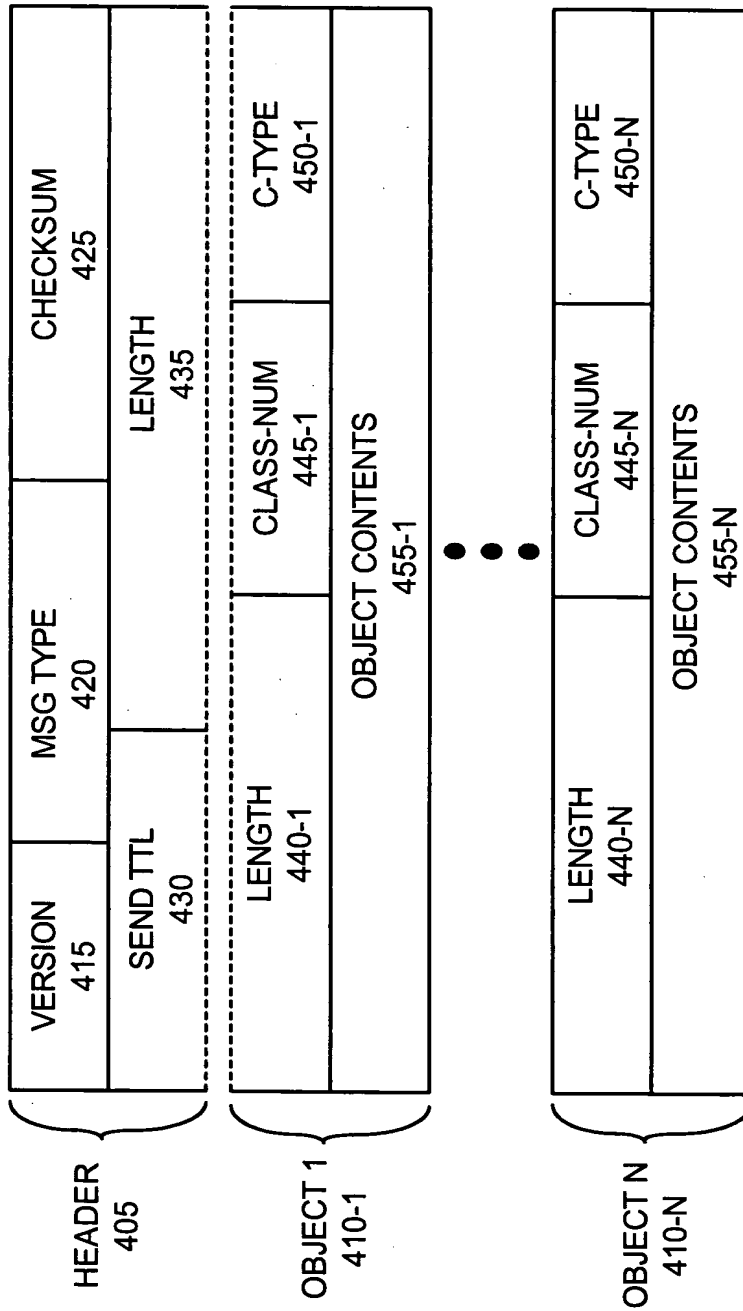 HEADER
405
VERSION
415
MSG TYPE
420
CHECKSUM
425
SEND TTL
430
LENGTH
435
OBJECT 1
410-1
LENGTH
440-1
CLASS-NUM
445-1
C-TYPE
450-1
OBJECT CONTENTS
455-1
OBJECT N
410-N
LENGTH
440-N
CLASS-NUM
445-N
C-TYPE
450-N
OBJECT CONTENTS
455-N